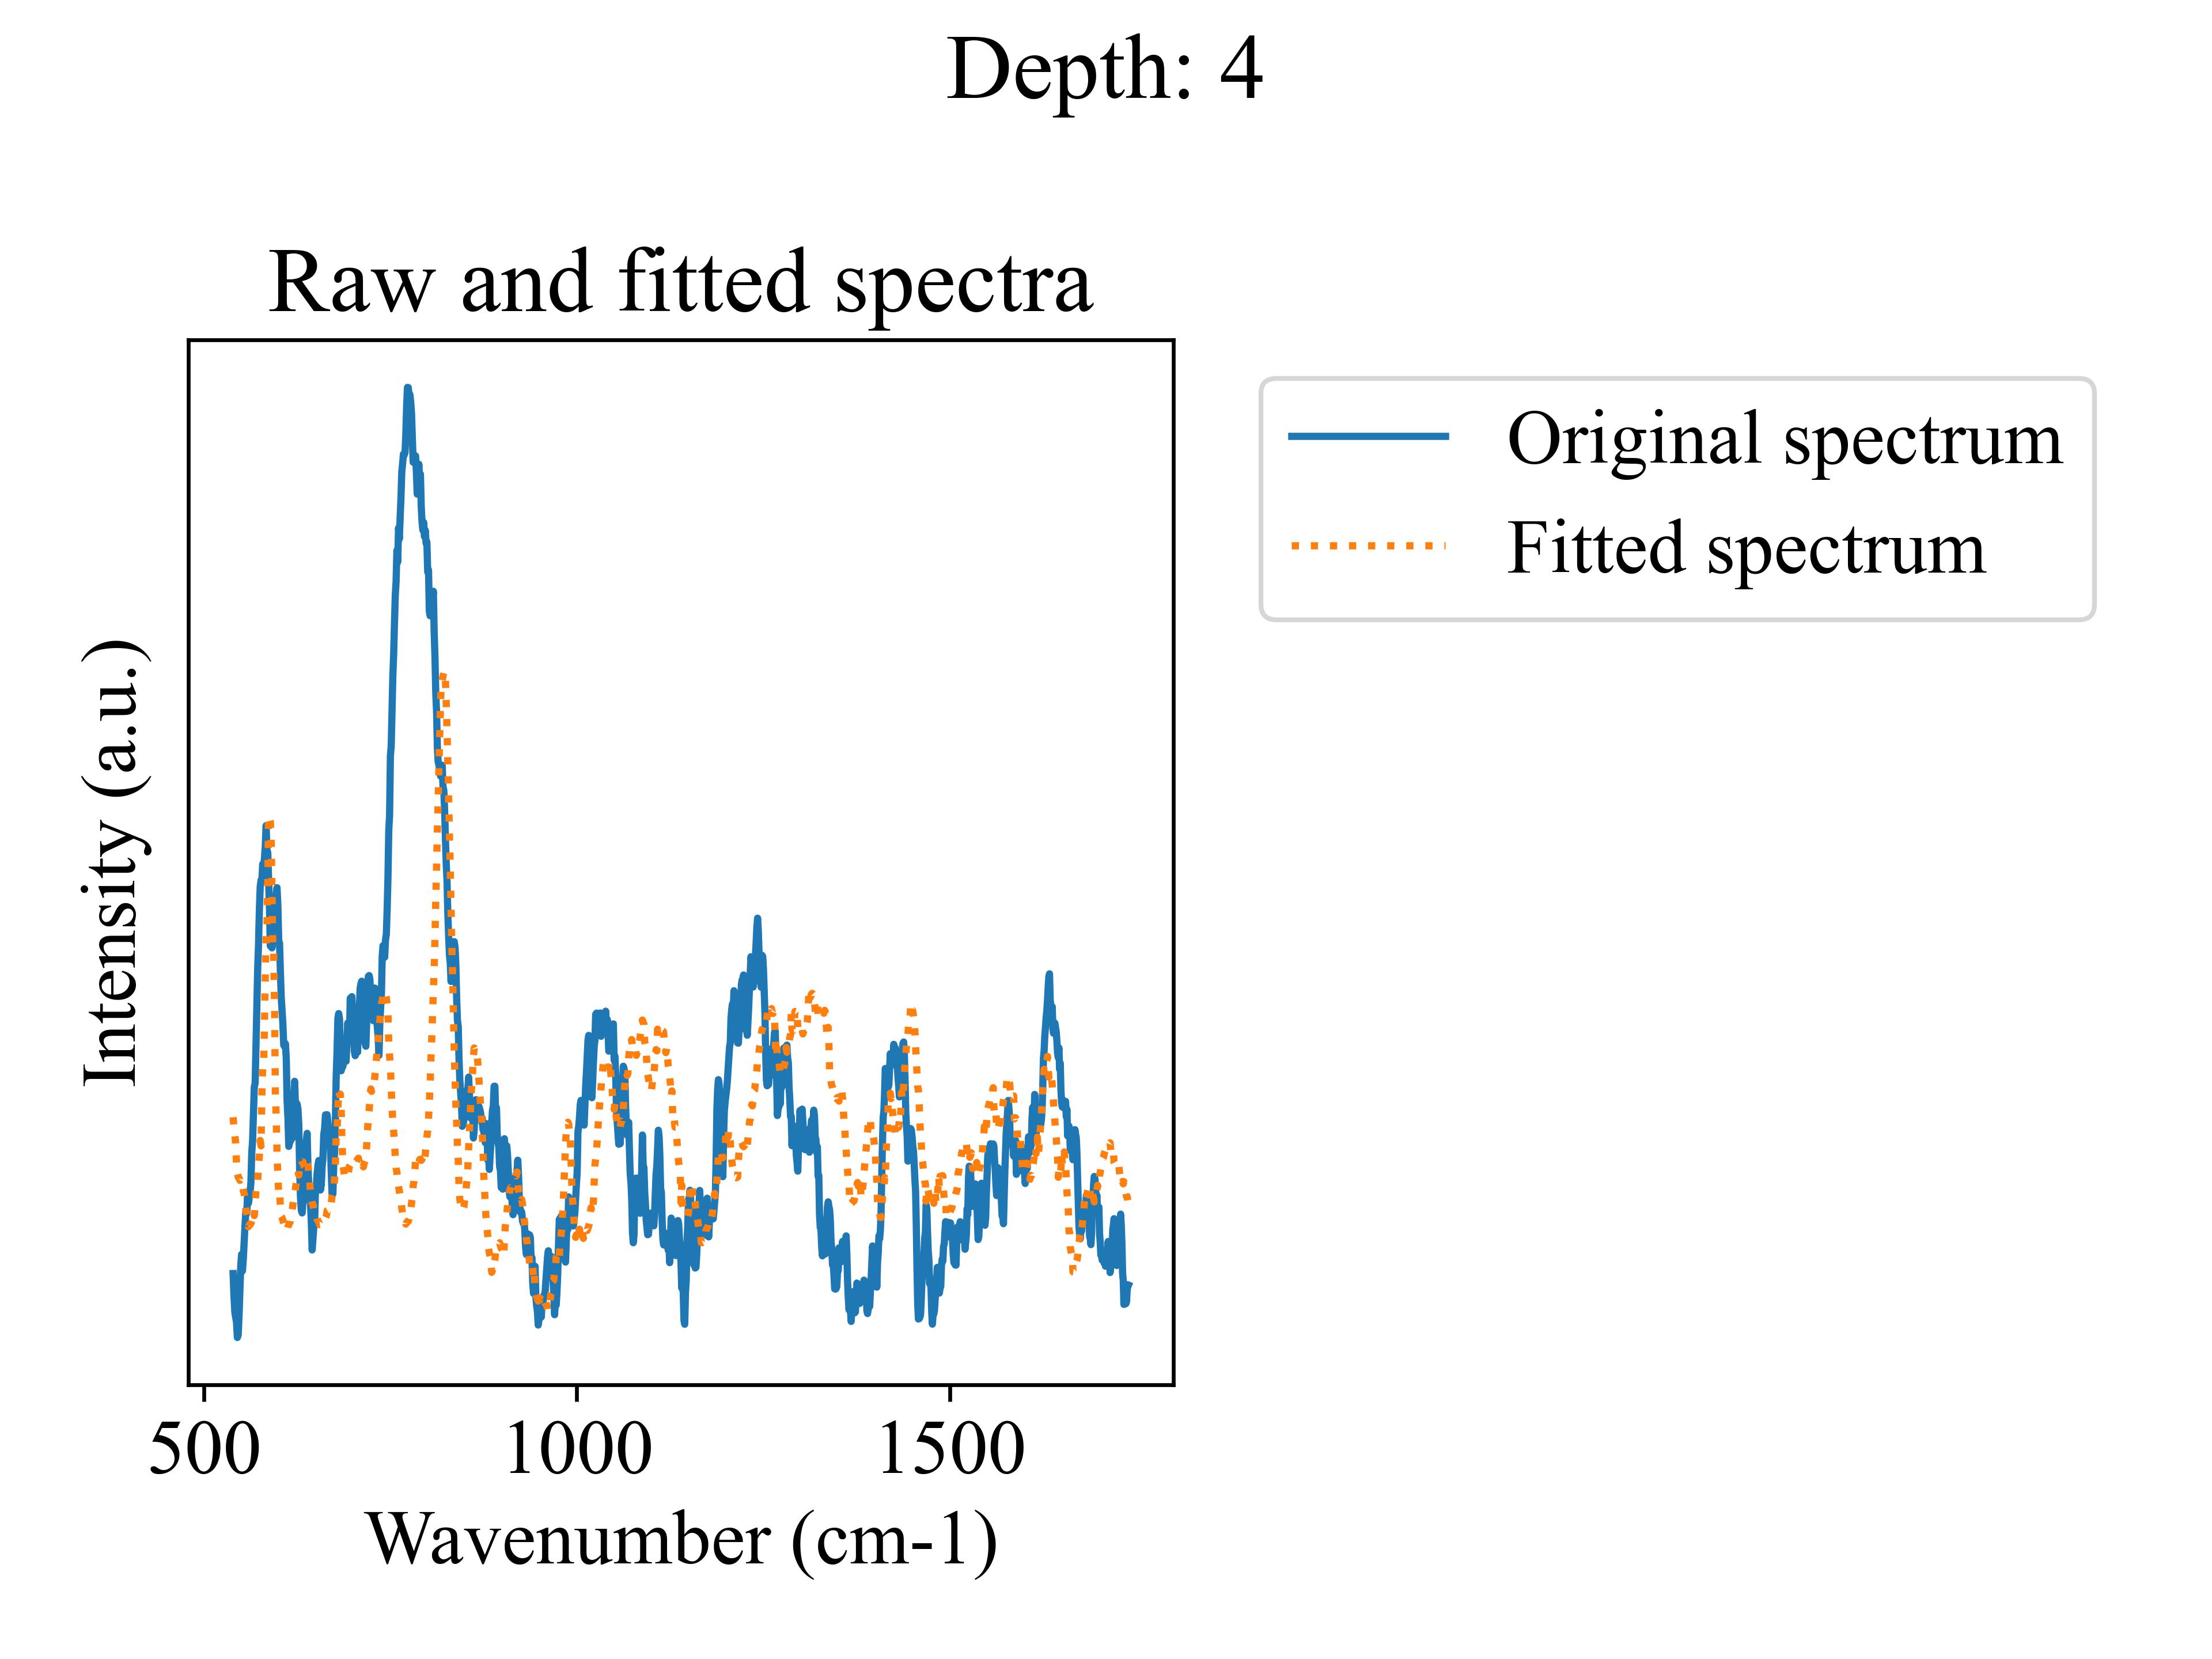 Depth: 4
Raw and fitted spectra
Original spectrum
Fitted spectrum
Intensity (a.u.)
500 1000 1500
Wavenumber (cm-1)